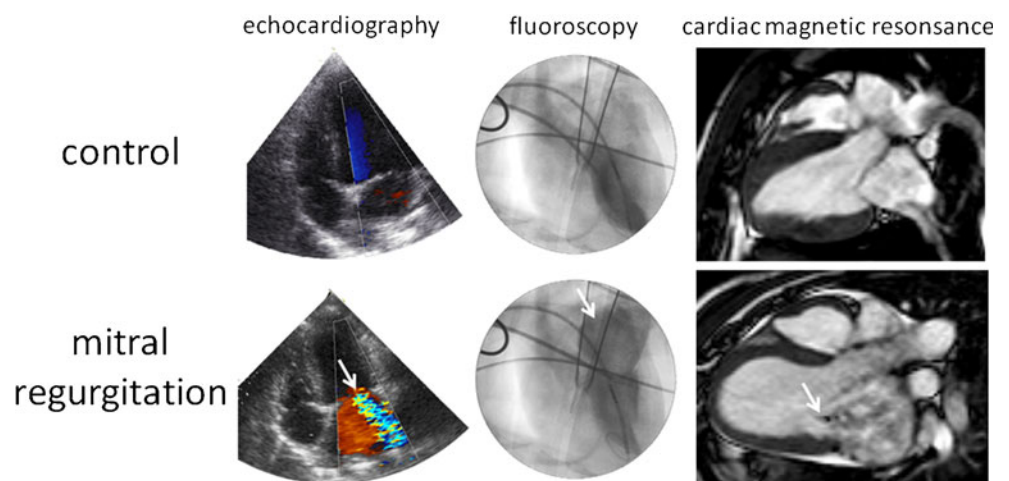 echocardiography fluoroscopy cardiac magnetic resonsance
control
mitral
regurgitation